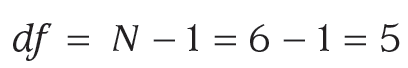 df = N − 1 = 6 − 1 = 5